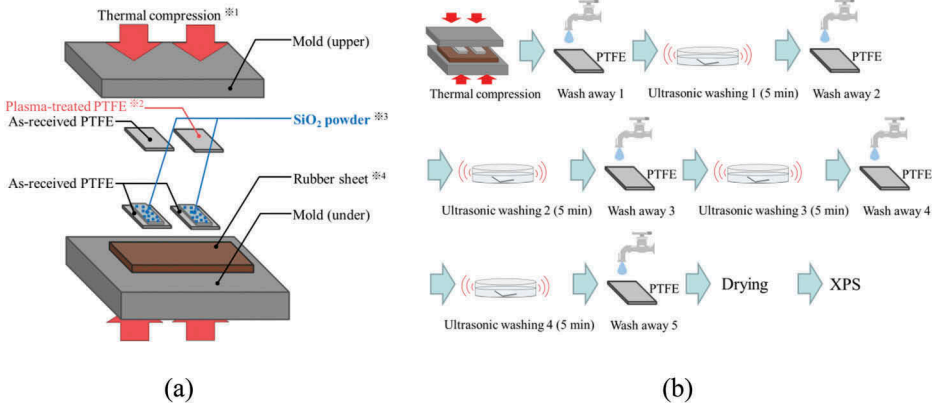 Thermal compression ※1
Mold (upper)
Plasma-treated PTFE ※2
As-received PTFE
SiO2 powder ※3
As-received PTFE
Rubber sheet ※4
Mold (under)
(a)
Thermal compression
PTFE
Wash away 1
Ultrasonic washing 1 (5 min)
PTFE
Wash away 2
Ultrasonic washing 2 (5 min)
PTFE
Wash away 3
Ultrasonic washing 3 (5 min)
PTFE
Wash away 4
Ultrasonic washing 4 (5 min)
PTFE
Wash away 5
Drying
XPS
(b)